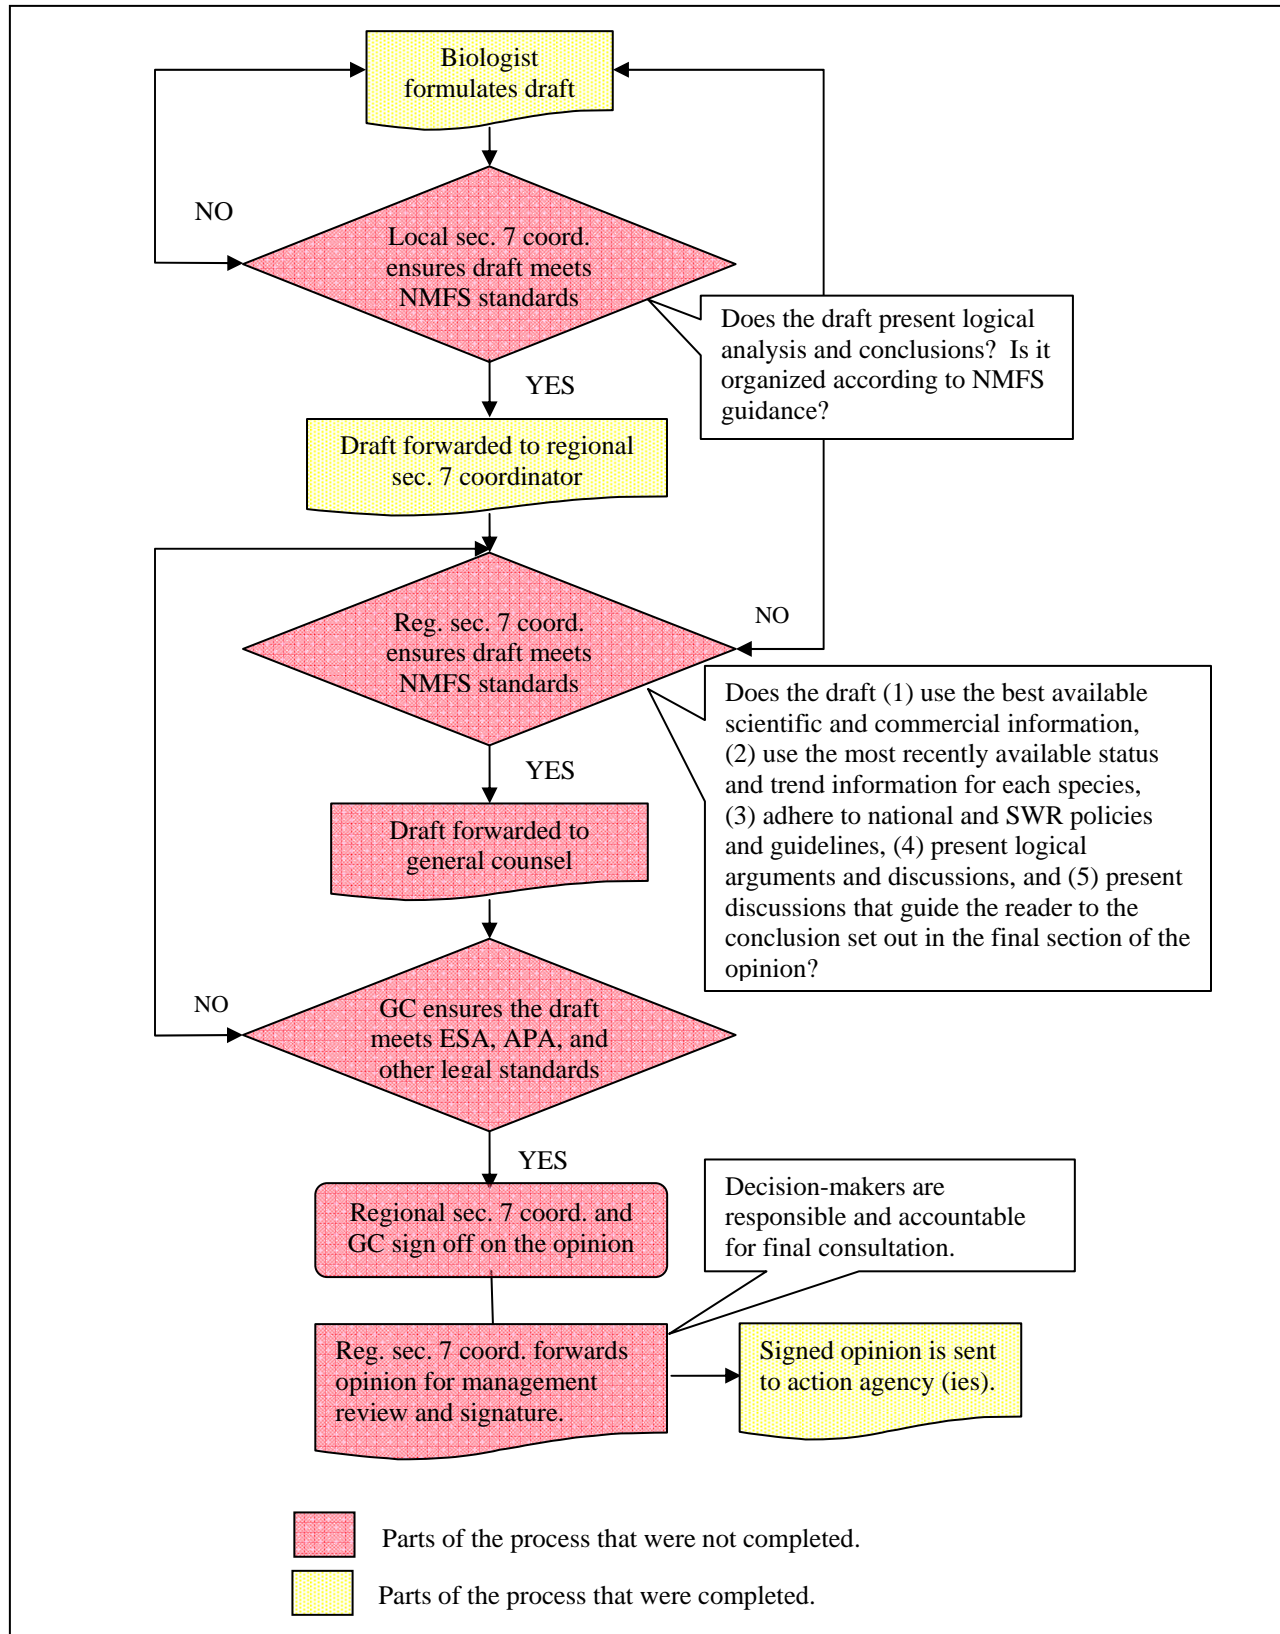 Biologist
formulates draft
NO
Local sec. 7 coord.
ensures draft meets
NMFS standards
Does the draft present logical
analysis and conclusions?  Is it
organized according to NMFS
guidance?
YES
Draft forwarded to regional
sec. 7 coordinator
NO
Reg. sec. 7 coord.
ensures draft meets
NMFS standards
Does the draft (1) use the best available
scientific and commercial information,
(2) use the most recently available status
and trend information for each species,
(3) adhere to national and SWR policies
and guidelines, (4) present logical
arguments and discussions, and (5) present
discussions that guide the reader to the
conclusion set out in the final section of the
opinion?
YES
Draft forwarded to
general counsel
NO
GC ensures the draft
meets ESA, APA, and
other legal standards
YES
Regional sec. 7 coord. and
GC sign off on the opinion
Decision-makers are
responsible and accountable
for final consultation.
Reg. sec. 7 coord. forwards
opinion for management
review and signature.
Signed opinion is sent
to action agency (ies).
Parts of the process that were not completed.
Parts of the process that were completed.